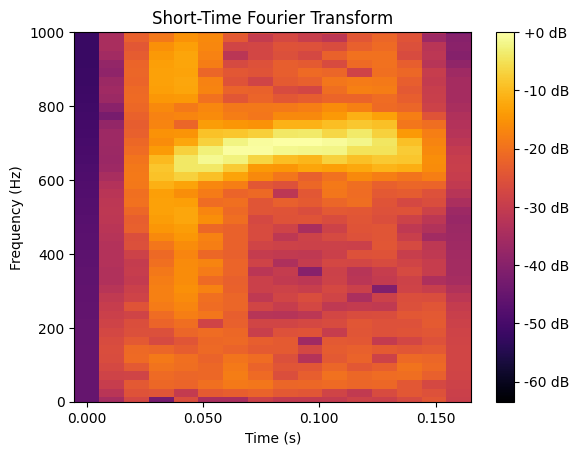 Short-Time Fourier Transform
1000
800
600
400
200
0
Frequency (Hz)
0.000
0.050
0.100
0.150
Time (s)
+0 dB
-10 dB
-20 dB
-30 dB
-40 dB
-50 dB
-60 dB